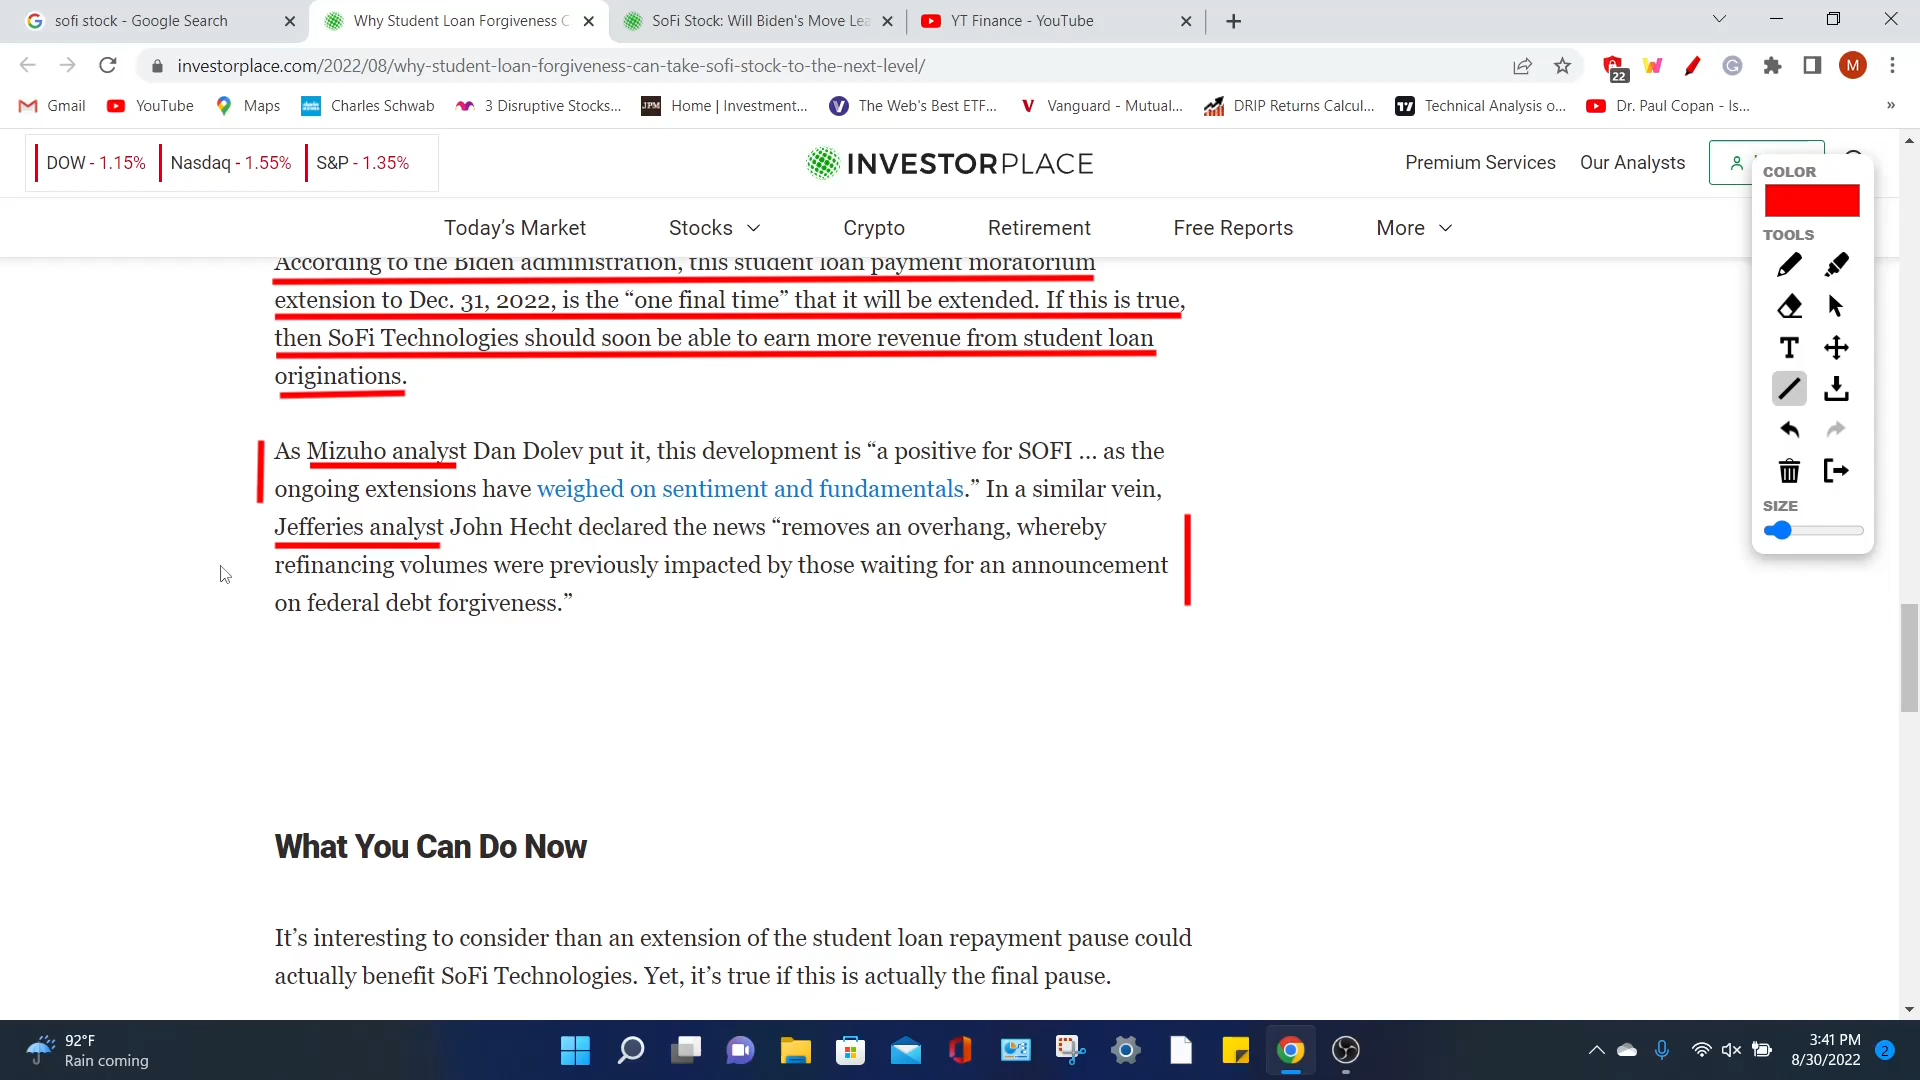 sofi stock - Google Search
Why Student Loan Forgiveness C
SoFi Stock: Will Biden's Move Lea
YT Finance - YouTube
investorplace.com/2022/08/why-student-loan-forgiveness-can-take-sofi-stock-to-the-next-level/
22
M
Gmail
YouTube
Maps
Charles Schwab
3 Disruptive Stocks...
JPM
Home | Investment...
The Web's Best ETF...
Vanguard - Mutual...
DRIP Returns Calcul...
Technical Analysis o...
Dr. Paul Copan - Is...
»
DOW - 1.15%
Nasdaq - 1.55%
S&P - 1.35%
INVESTORPLACE
Premium Services
Our Analysts
Today’s Market
Stocks
Crypto
Retirement
Free Reports
More
According to the Biden administration, this student loan payment moratorium
extension to Dec. 31, 2022, is the “one final time” that it will be extended. If this is true,
then SoFi Technologies should soon be able to earn more revenue from student loan
originations.
As Mizuho analyst Dan Dolev put it, this development is “a positive for SOFI … as the
ongoing extensions have weighed on sentiment and fundamentals.” In a similar vein,
Jefferies analyst John Hecht declared the news “removes an overhang, whereby
refinancing volumes were previously impacted by those waiting for an announcement
on federal debt forgiveness.”
What You Can Do Now
It’s interesting to consider than an extension of the student loan repayment pause could
actually benefit SoFi Technologies. Yet, it’s true if this is actually the final pause.
COLOR
TOOLS
T
SIZE
92°F
Rain coming
3:41 PM
8/30/2022
2